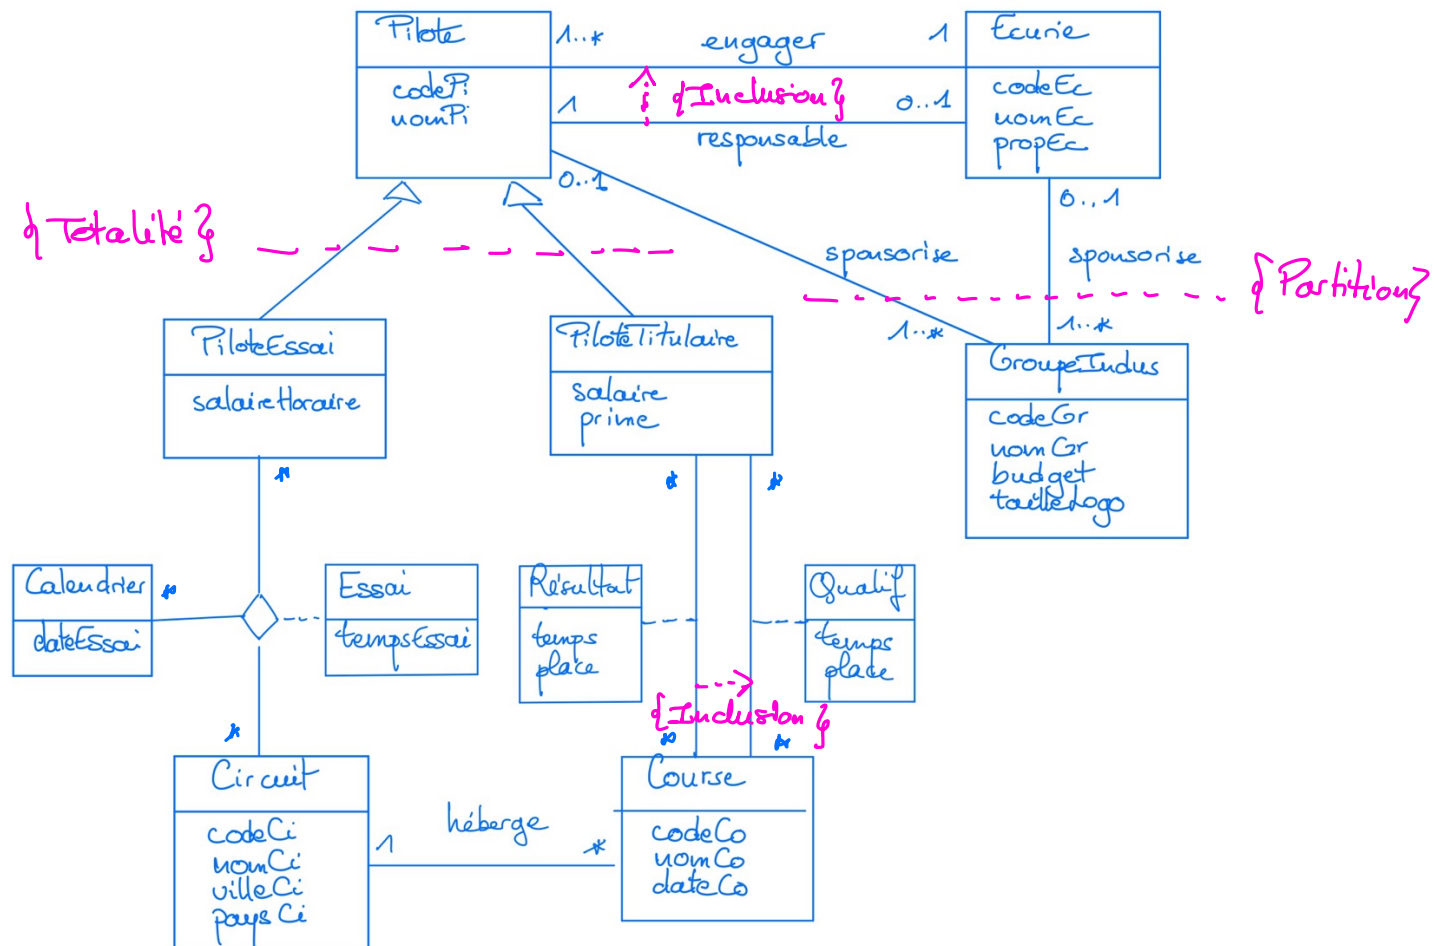 Pilote
codePi
nomPi
1..*
engager
1
{Inclusion}
1
0..1
responsable
Ecurie
codeEc
nomEc
propEc
0..1
0..1
{Totalité}
sponsorise
sponsorise
{Partition}
1..*
1..*
PiloteEssai
salaireHoraire
PiloteTitulaire
salaire
prime
GroupeIndus
codeGr
nomGr
budget
tailleLogo
*
*
*
Calendrier
dateEssai
*
Essai
tempsEssai
Résultat
temps
place
Qualif
temps
place
{Inclusion}
*
*
*
Circuit
codeCi
nomCi
villeCi
paysCi
1
héberge
*
Course
codeCo
nomCo
dateCo